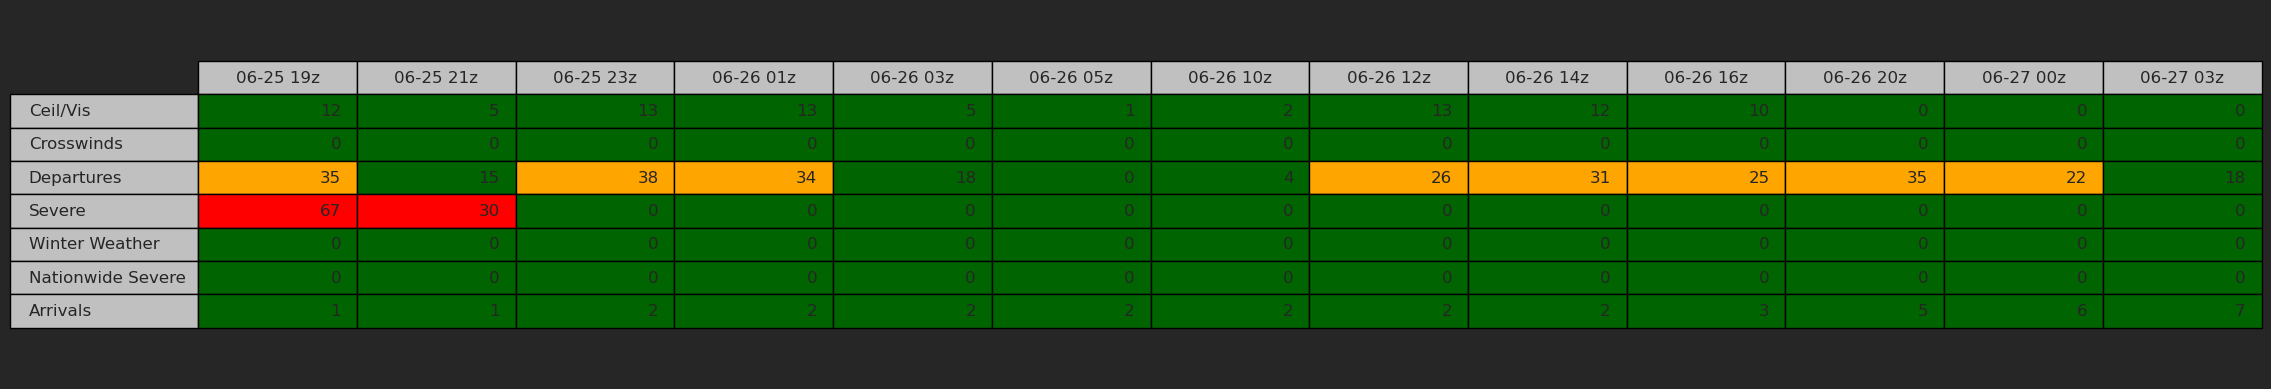 06-25 19z 06-25 21z 06-25 23z 06-26 01z 06-26 03z 06-26 05z 06-26 10z 06-26 12z 06-26 14z 06-26 16z 06-26 20z 06-27 00z 06-27 03z
Ceil/Vis 12 5 13 13 5 1 2 13 12 10 0 0 0
Crosswinds 0 0 0 0 0 0 0 0 0 0 0 0 0
Departures 35 15 38 34 18 0 4 26 31 25 35 22 18
Severe 67 30 0 0 0 0 0 0 0 0 0 0 0
Winter Weather 0 0 0 0 0 0 0 0 0 0 0 0 0
Nationwide Severe 0 0 0 0 0 0 0 0 0 0 0 0 0
Arrivals 1 1 2 2 2 2 2 2 2 3 5 6 7